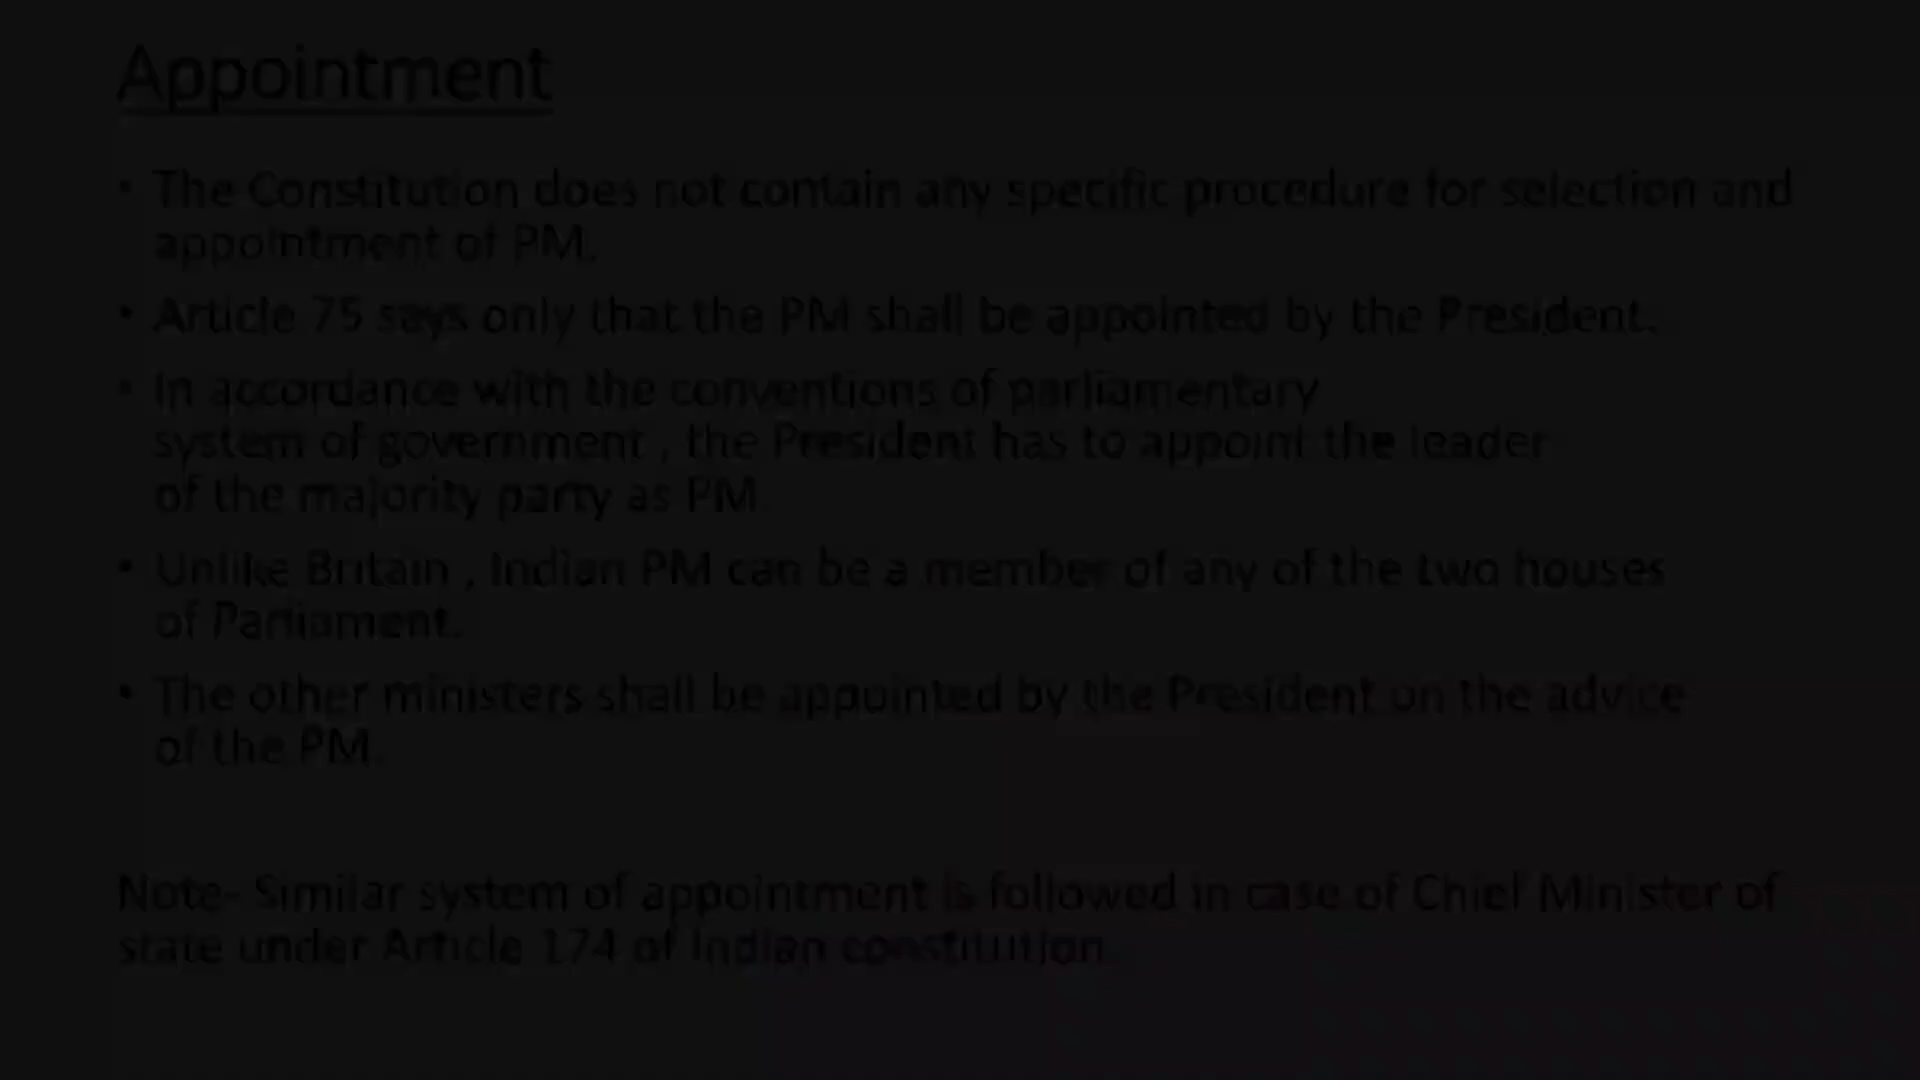 Appointment
• The Constitution does not contain any specific procedure for selection and
appointment of PM.
• Article 75 says only that the PM shall be appointed by the President.
• In accordance with the conventions of parliamentary
system of government , the President has to appoint the leader
of the majority party as PM.
• Unlike Britain , Indian PM can be a member of any of the two houses
of Parliament.
• The other ministers shall be appointed by the President on the advice
of the PM.
Note- Similar system of appointment is followed in case of Chief Minister of
state under Article 174 of Indian constitution